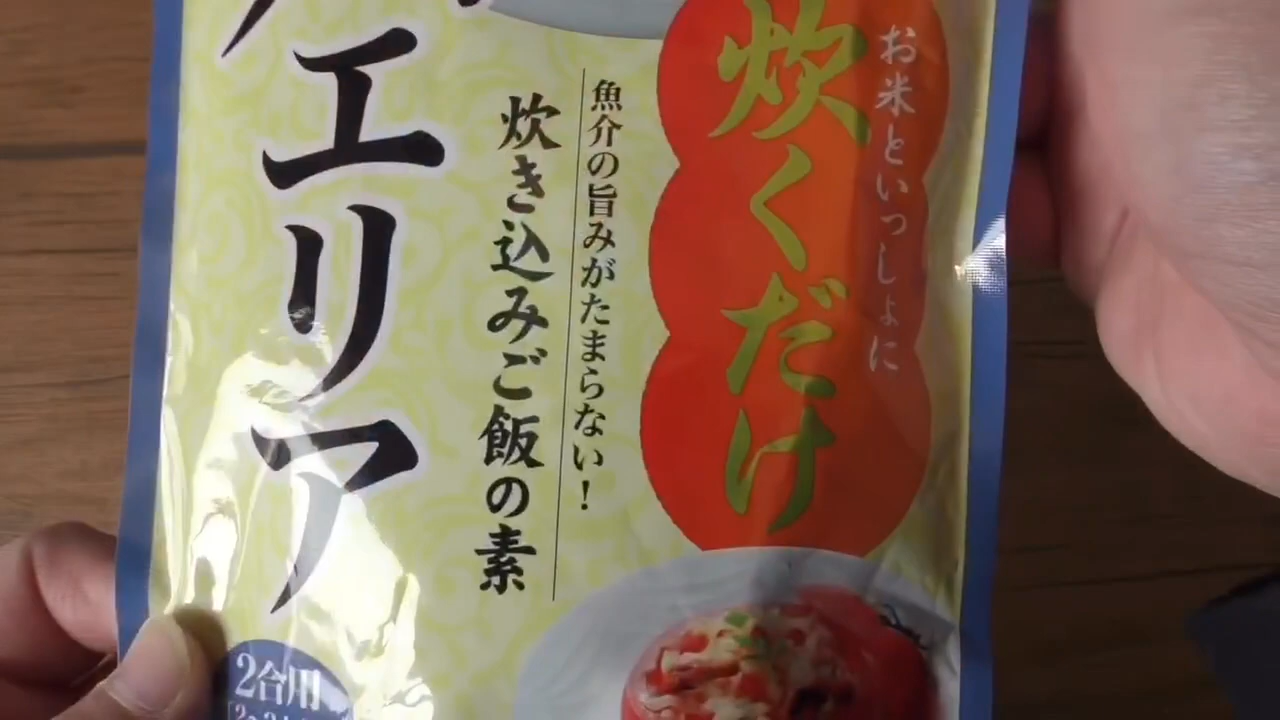 お米といっしょに
炊くだけ
魚介の旨みがたまらない!
炊き込みご飯の素
エリア
2合用